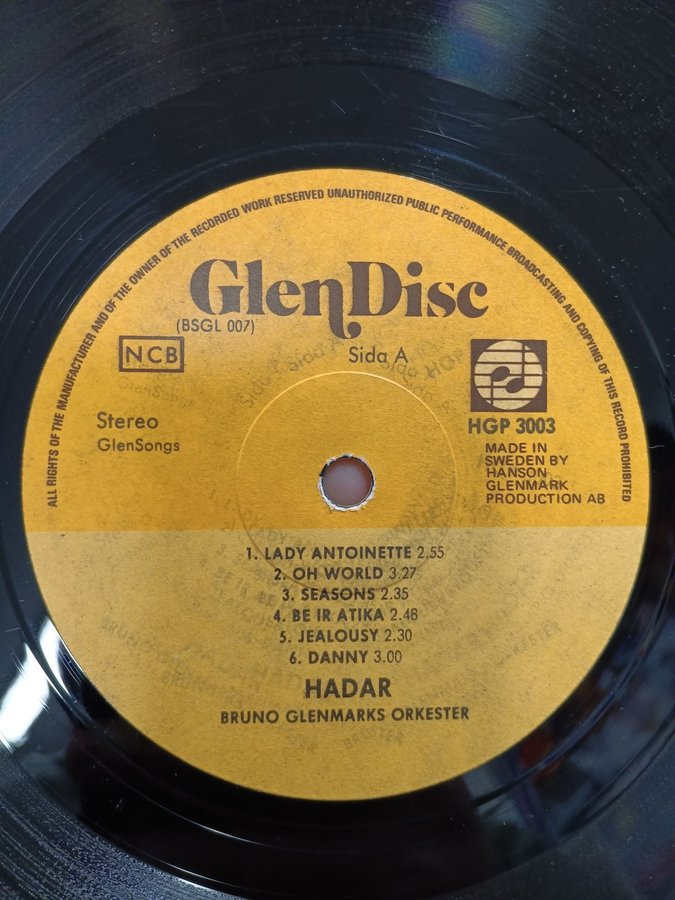 ALL RIGHTS OF THE MANUFACTURER AND OF THE OWNER OF THE RECORDED WORK RESERVED UNAUTHORIZED PUBLIC PERFORMANCE BROADCASTING AND COPYING OF THIS RECORD PROHIBITED
GlenDisc
(BSGL 007)
NCB
Sida A
Stereo
GlenSongs
HGP 3003
MADE IN
SWEDEN BY
HANSON
GLENMARK
PRODUCTION AB
1. LADY ANTOINETTE 2.55
2. OH WORLD 3.27
3. SEASONS 2.35
4. BE IR ATIKA 2.48
5. JEALOUSY 2.30
6. DANNY 3.00
HADAR
BRUNO GLENMARKS ORKESTER